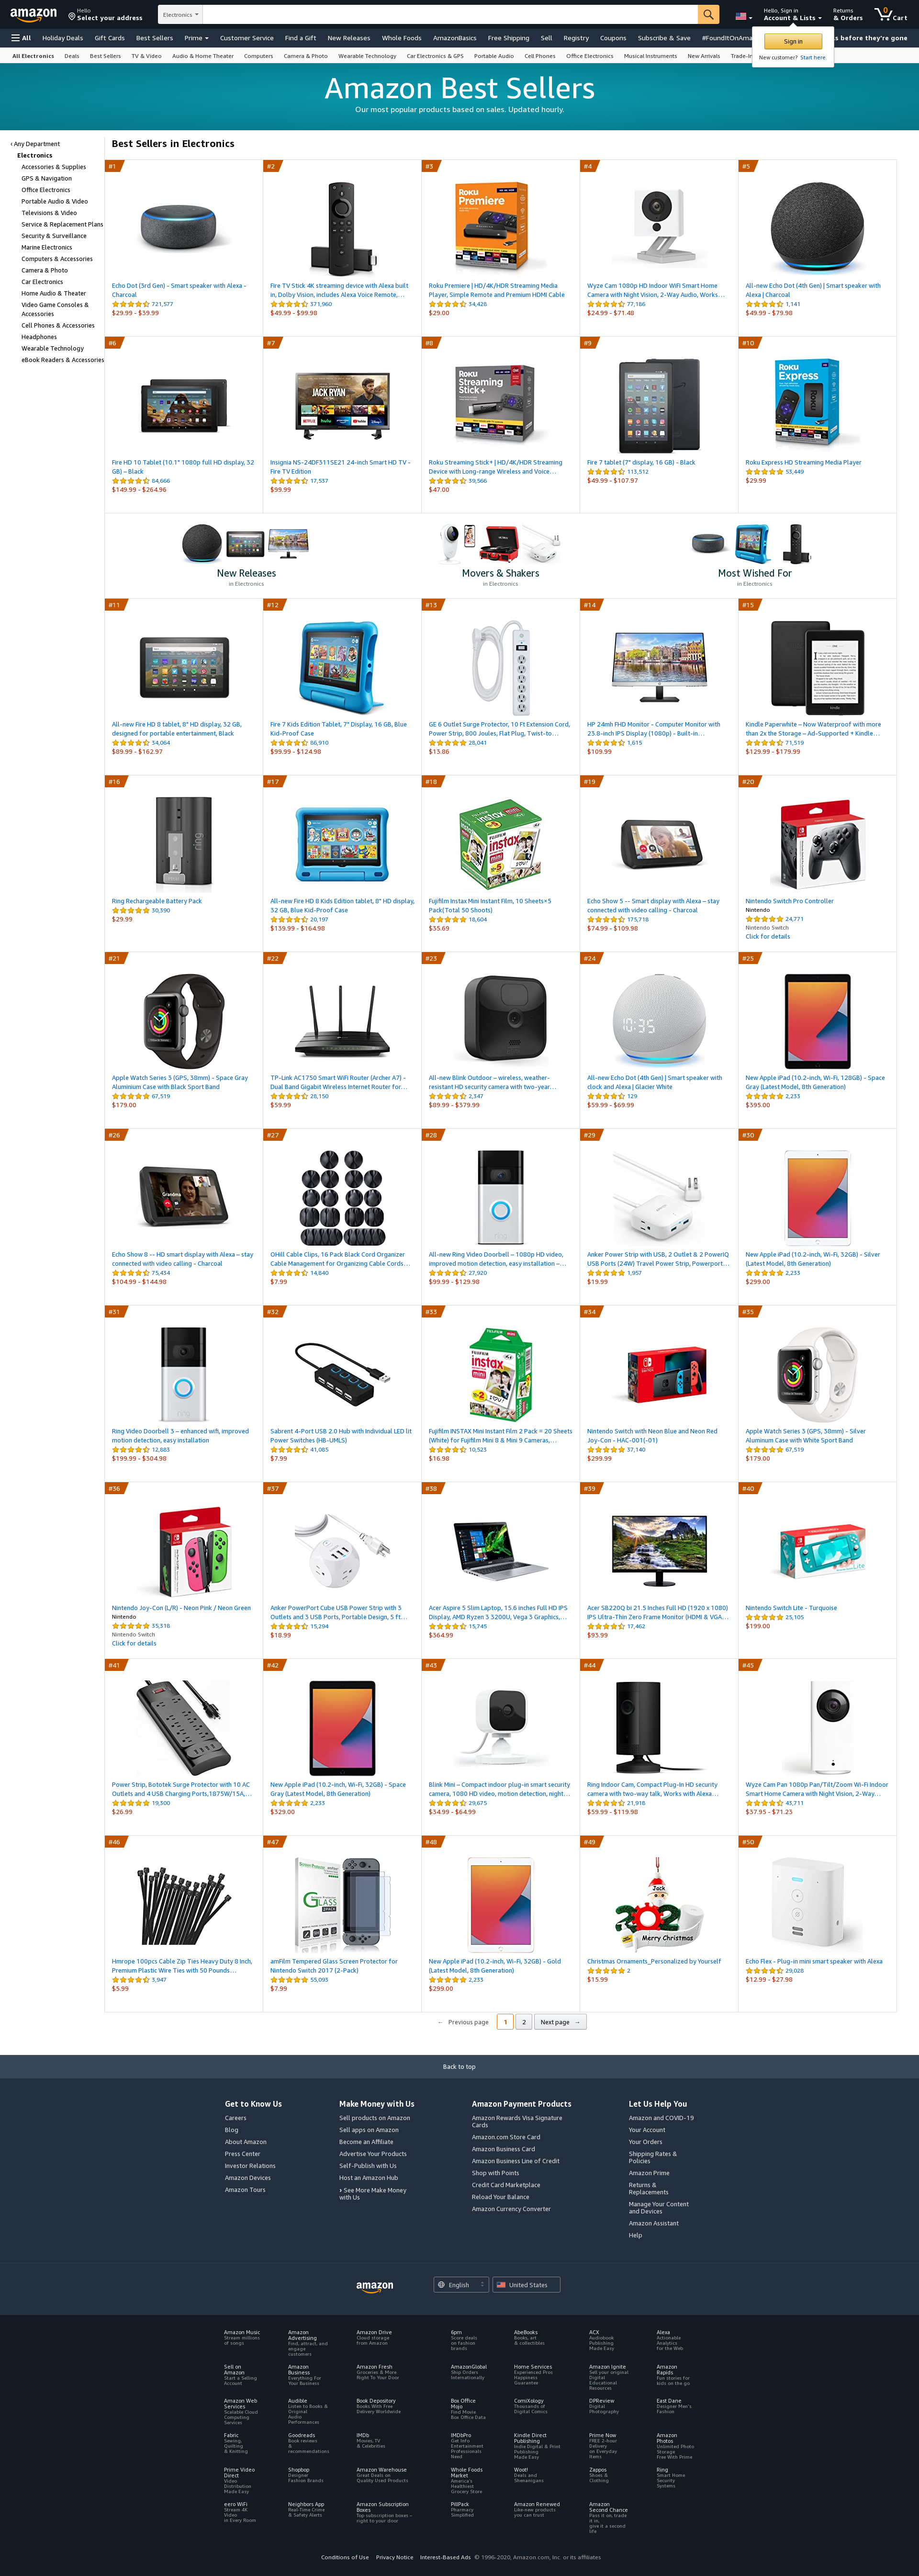 amazon
Hello
Select your address
Electronics
Hello, Sign in
Account & Lists
Returns
& Orders
0
Cart
All
Holiday Deals
Gift Cards
Best Sellers
Prime
Customer Service
Find a Gift
New Releases
Whole Foods
AmazonBasics
Free Shipping
Sell
Registry
Coupons
Subscribe & Save
#FoundItOnAma
s before they're gone
Sign in
New customer? Start here.
All Electronics
Deals
Best Sellers
TV & Video
Audio & Home Theater
Computers
Camera & Photo
Wearable Technology
Car Electronics & GPS
Portable Audio
Cell Phones
Office Electronics
Musical Instruments
New Arrivals
Trade-In
Amazon Best Sellers
Our most popular products based on sales. Updated hourly.
‹ Any Department
Electronics
Accessories & Supplies
GPS & Navigation
Office Electronics
Portable Audio & Video
Televisions & Video
Service & Replacement Plans
Security & Surveillance
Marine Electronics
Computers & Accessories
Camera & Photo
Car Electronics
Home Audio & Theater
Video Game Consoles &
Accessories
Cell Phones & Accessories
Headphones
Wearable Technology
eBook Readers & Accessories
Best Sellers in Electronics
#1
Echo Dot (3rd Gen) - Smart speaker with Alexa -
Charcoal
721,577
$29.99 - $39.99
#2
Fire TV Stick 4K streaming device with Alexa built
in, Dolby Vision, includes Alexa Voice Remote,…
371,960
$49.99 - $99.98
#3
Roku Premiere | HD/4K/HDR Streaming Media
Player, Simple Remote and Premium HDMI Cable
34,428
$29.00
#4
Wyze Cam 1080p HD Indoor WiFi Smart Home
Camera with Night Vision, 2-Way Audio, Works…
77,186
$24.99 - $71.48
#5
All-new Echo Dot (4th Gen) | Smart speaker with
Alexa | Charcoal
1,141
$49.99 - $79.98
#6
Fire HD 10 Tablet (10.1" 1080p full HD display, 32
GB) – Black
84,666
$149.99 - $264.96
#7
Insignia NS-24DF311SE21 24-inch Smart HD TV -
Fire TV Edition
17,537
$99.99
#8
Roku Streaming Stick+ | HD/4K/HDR Streaming
Device with Long-range Wireless and Voice…
39,566
$47.00
#9
Fire 7 tablet (7" display, 16 GB) - Black
113,512
$49.99 - $107.97
#10
Roku Express HD Streaming Media Player
53,449
$29.99
New Releases
in Electronics
Movers & Shakers
in Electronics
Most Wished For
in Electronics
#11
All-new Fire HD 8 tablet, 8" HD display, 32 GB,
designed for portable entertainment, Black
34,064
$89.99 - $162.97
#12
Fire 7 Kids Edition Tablet, 7" Display, 16 GB, Blue
Kid-Proof Case
86,910
$99.99 - $124.98
#13
GE 6 Outlet Surge Protector, 10 Ft Extension Cord,
Power Strip, 800 Joules, Flat Plug, Twist-to…
28,041
$13.86
#14
HP 24mh FHD Monitor - Computer Monitor with
23.8-inch IPS Display (1080p) - Built-in…
1,615
$109.99
#15
Kindle Paperwhite – Now Waterproof with more
than 2x the Storage – Ad-Supported + Kindle…
71,519
$129.99 - $179.99
#16
Ring Rechargeable Battery Pack
30,390
$29.99
#17
All-new Fire HD 8 Kids Edition tablet, 8" HD display,
32 GB, Blue Kid-Proof Case
20,197
$139.99 - $164.98
#18
Fujifilm Instax Mini Instant Film, 10 Sheets×5
Pack(Total 50 Shoots)
18,604
$35.69
#19
Echo Show 5 -- Smart display with Alexa – stay
connected with video calling - Charcoal
175,718
$74.99 - $109.98
#20
Nintendo Switch Pro Controller
Nintendo
24,771
Nintendo Switch
Click for details
#21
Apple Watch Series 3 (GPS, 38mm) - Space Gray
Aluminum Case with Black Sport Band
67,519
$179.00
#22
TP-Link AC1750 Smart WiFi Router (Archer A7) -
Dual Band Gigabit Wireless Internet Router for…
28,150
$59.99
#23
All-new Blink Outdoor – wireless, weather-
resistant HD security camera with two-year…
2,347
$89.99 - $379.99
#24
All-new Echo Dot (4th Gen) | Smart speaker with
clock and Alexa | Glacier White
129
$59.99 - $69.99
#25
New Apple iPad (10.2-inch, Wi-Fi, 128GB) - Space
Gray (Latest Model, 8th Generation)
2,233
$395.00
#26
Echo Show 8 -- HD smart display with Alexa – stay
connected with video calling - Charcoal
75,434
$104.99 - $144.98
#27
OHill Cable Clips, 16 Pack Black Cord Organizer
Cable Management for Organizing Cable Cords…
14,840
$7.99
#28
All-new Ring Video Doorbell – 1080p HD video,
improved motion detection, easy installation –…
27,920
$99.99 - $129.98
#29
Anker Power Strip with USB, 2 Outlet & 2 PowerIQ
USB Ports (24W) Travel Power Strip, Powerport…
1,957
$19.99
#30
New Apple iPad (10.2-inch, Wi-Fi, 32GB) - Silver
(Latest Model, 8th Generation)
2,233
$299.00
#31
Ring Video Doorbell 3 – enhanced wifi, improved
motion detection, easy installation
12,883
$199.99 - $304.98
#32
Sabrent 4-Port USB 2.0 Hub with Individual LED lit
Power Switches (HB-UMLS)
41,085
$7.99
#33
Fujifilm INSTAX Mini Instant Film 2 Pack = 20 Sheets
(White) for Fujifilm Mini 8 & Mini 9 Cameras,…
10,523
$16.98
#34
Nintendo Switch with Neon Blue and Neon Red
Joy-Con - HAC-001(-01)
37,140
$299.99
#35
Apple Watch Series 3 (GPS, 38mm) - Silver
Aluminum Case with White Sport Band
67,519
$179.00
#36
Nintendo Joy-Con (L/R) - Neon Pink / Neon Green
Nintendo
35,318
Nintendo Switch
Click for details
#37
Anker PowerPort Cube USB Power Strip with 3
Outlets and 3 USB Ports, Portable Design, 5 ft…
15,294
$18.99
#38
Acer Aspire 5 Slim Laptop, 15.6 inches Full HD IPS
Display, AMD Ryzen 3 3200U, Vega 3 Graphics,…
15,745
$364.99
#39
Acer SB220Q bi 21.5 Inches Full HD (1920 x 1080)
IPS Ultra-Thin Zero Frame Monitor (HDMI & VGA…
17,462
$93.99
#40
Nintendo Switch Lite - Turquoise
25,105
$199.00
#41
Power Strip, Bototek Surge Protector with 10 AC
Outlets and 4 USB Charging Ports,1875W/15A,…
19,300
$26.99
#42
New Apple iPad (10.2-inch, Wi-Fi, 32GB) - Space
Gray (Latest Model, 8th Generation)
2,233
$329.00
#43
Blink Mini – Compact indoor plug-in smart security
camera, 1080 HD video, motion detection, night…
29,675
$34.99 - $64.99
#44
Ring Indoor Cam, Compact Plug-In HD security
camera with two-way talk, Works with Alexa…
21,918
$59.99 - $119.98
#45
Wyze Cam Pan 1080p Pan/Tilt/Zoom Wi-Fi Indoor
Smart Home Camera with Night Vision, 2-Way…
43,711
$37.95 - $71.23
#46
Hmrope 100pcs Cable Zip Ties Heavy Duty 8 Inch,
Premium Plastic Wire Ties with 50 Pounds…
3,947
$5.99
#47
amFilm Tempered Glass Screen Protector for
Nintendo Switch 2017 (2-Pack)
55,093
$7.99
#48
New Apple iPad (10.2-inch, Wi-Fi, 32GB) - Gold
(Latest Model, 8th Generation)
2,233
$299.00
#49
Christmas Ornaments_Personalized by Yourself
2
$15.99
#50
Echo Flex - Plug-in mini smart speaker with Alexa
29,028
$12.99 - $27.98
← Previous page
1
2
Next page →
Back to top
Get to Know Us
Careers
Blog
About Amazon
Press Center
Investor Relations
Amazon Devices
Amazon Tours
Make Money with Us
Sell products on Amazon
Sell apps on Amazon
Become an Affiliate
Advertise Your Products
Self-Publish with Us
Host an Amazon Hub
› See More Make Money
with Us
Amazon Payment Products
Amazon Rewards Visa Signature
Cards
Amazon.com Store Card
Amazon Business Card
Amazon Business Line of Credit
Shop with Points
Credit Card Marketplace
Reload Your Balance
Amazon Currency Converter
Let Us Help You
Amazon and COVID-19
Your Account
Your Orders
Shipping Rates &
Policies
Amazon Prime
Returns &
Replacements
Manage Your Content
and Devices
Amazon Assistant
Help
amazon
English
United States
Amazon Music
Stream millions
of songs
Amazon
Advertising
Find, attract, and
engage
customers
Amazon Drive
Cloud storage
from Amazon
6pm
Score deals
on fashion
brands
AbeBooks
Books, art
& collectibles
ACX
Audiobook
Publishing
Made Easy
Alexa
Actionable
Analytics
for the Web
Sell on
Amazon
Start a Selling
Account
Amazon
Business
Everything For
Your Business
Amazon Fresh
Groceries & More
Right To Your Door
AmazonGlobal
Ship Orders
Internationally
Home Services
Experienced Pros
Happiness
Guarantee
Amazon Ignite
Sell your original
Digital
Educational
Resources
Amazon
Rapids
Fun stories for
kids on the go
Amazon Web
Services
Scalable Cloud
Computing
Services
Audible
Listen to Books &
Original
Audio
Performances
Book Depository
Books With Free
Delivery Worldwide
Box Office
Mojo
Find Movie
Box Office Data
ComiXology
Thousands of
Digital Comics
DPReview
Digital
Photography
East Dane
Designer Men's
Fashion
Fabric
Sewing,
Quilting
& Knitting
Goodreads
Book reviews
&
recommendations
IMDb
Movies, TV
& Celebrities
IMDbPro
Get Info
Entertainment
Professionals
Need
Kindle Direct
Publishing
Indie Digital & Print
Publishing
Made Easy
Prime Now
FREE 2-hour
Delivery
on Everyday
Items
Amazon
Photos
Unlimited Photo
Storage
Free With Prime
Prime Video
Direct
Video
Distribution
Made Easy
Shopbop
Designer
Fashion Brands
Amazon Warehouse
Great Deals on
Quality Used Products
Whole Foods
Market
America's
Healthiest
Grocery Store
Woot!
Deals and
Shenanigans
Zappos
Shoes &
Clothing
Ring
Smart Home
Security
Systems
eero WiFi
Stream 4K
Video
in Every Room
Neighbors App
Real-Time Crime
& Safety Alerts
Amazon Subscription
Boxes
Top subscription boxes –
right to your door
PillPack
Pharmacy
Simplified
Amazon Renewed
Like-new products
you can trust
Amazon
Second Chance
Pass it on, trade
it in,
give it a second
life
Conditions of Use
Privacy Notice
Interest-Based Ads
© 1996-2020, Amazon.com, Inc. or its affiliates